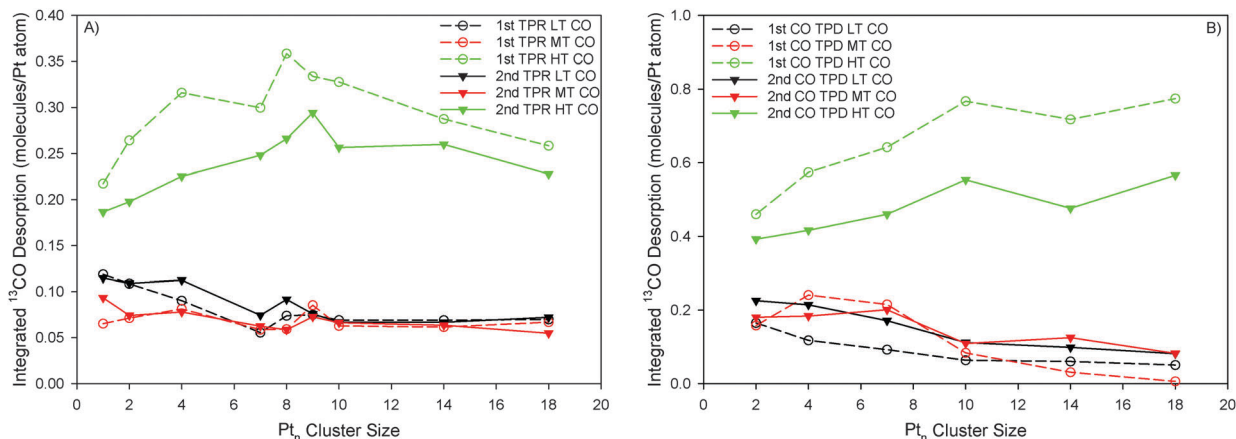 A)
1st TPR LT CO
1st TPR MT CO
1st TPR HT CO
2nd TPR LT CO
2nd TPR MT CO
2nd TPR HT CO
Integrated ¹³CO Desorption (molecules/Pt atom)
0.40
0.35
0.30
0.25
0.20
0.15
0.10
0.05
0.00
0 2 4 6 8 10 12 14 16 18 20
Ptₙ Cluster Size
B)
1st CO TPD LT CO
1st CO TPD MT CO
1st CO TPD HT CO
2nd CO TPD LT CO
2nd CO TPD MT CO
2nd CO TPD HT CO
Integrated ¹³CO Desorption (molecules/Pt atom)
1.0
0.8
0.6
0.4
0.2
0.0
0 2 4 6 8 10 12 14 16 18 20
Ptₙ Cluster Size